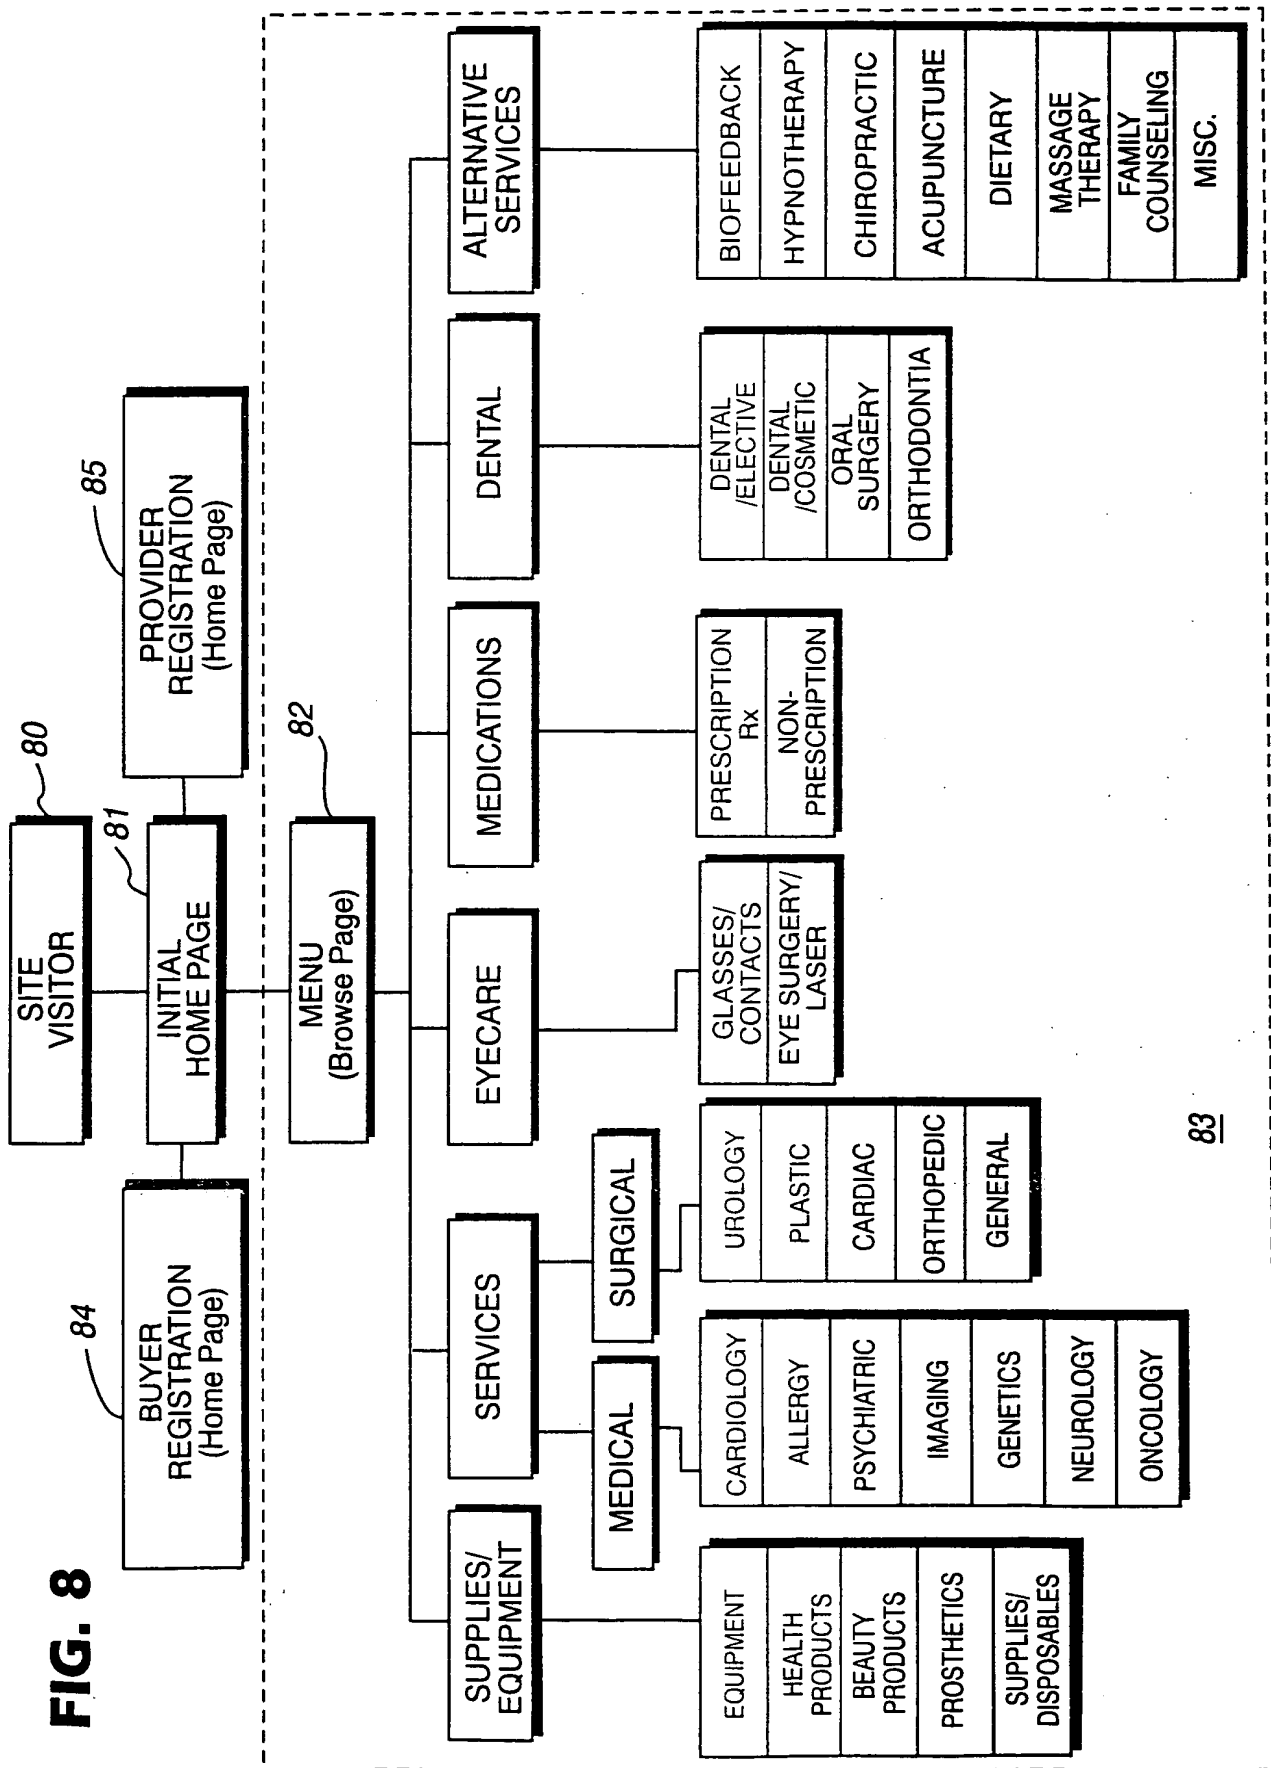 FIG. 8
SITE
VISITOR
80
INITIAL
HOME PAGE
81
BUYER
REGISTRATION
(Home Page)
84
PROVIDER
REGISTRATION
(Home Page)
85
MENU
(Browse Page)
82
SUPPLIES/
EQUIPMENT
SERVICES
EYECARE
MEDICATIONS
DENTAL
ALTERNATIVE
SERVICES
MEDICAL
SURGICAL
EQUIPMENT
HEALTH
PRODUCTS
BEAUTY
PRODUCTS
PROSTHETICS
SUPPLIES/
DISPOSABLES
CARDIOLOGY
ALLERGY
PSYCHIATRIC
IMAGING
GENETICS
NEUROLOGY
ONCOLOGY
UROLOGY
PLASTIC
CARDIAC
ORTHOPEDIC
GENERAL
GLASSES/
CONTACTS
EYE SURGERY/
LASER
PRESCRIPTION
Rx
NON-
PRESCRIPTION
DENTAL
/ELECTIVE
DENTAL
/COSMETIC
ORAL
SURGERY
ORTHODONTIA
BIOFEEDBACK
HYPNOTHERAPY
CHIROPRACTIC
ACUPUNCTURE
DIETARY
MASSAGE
THERAPY
FAMILY
COUNSELING
MISC.
83